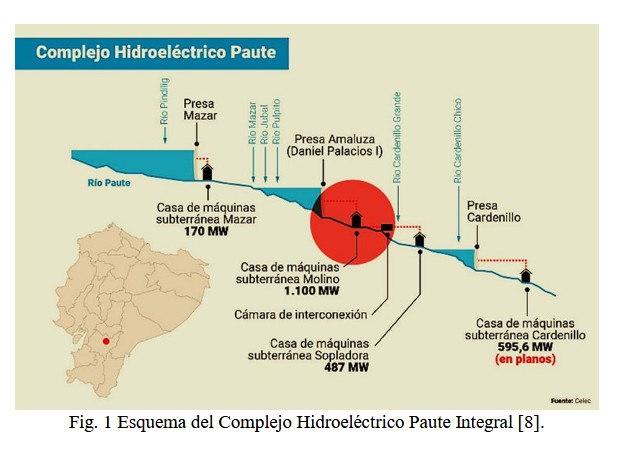 Complejo Hidroeléctrico Paute
Río Pindilig
Presa
Mazar
Río Mazar
Río Jubal
Río Pulpito
Presa Amaluza
(Daniel Palacios I)
Río Cardenillo Grande
Río Cardenillo Chico
Presa
Cardenillo
Río Paute
Casa de máquinas
subterránea Mazar
170 MW
Casa de máquinas
subterránea Molino
1.100 MW
Cámara de interconexión
Casa de máquinas
subterránea Sopladora
487 MW
Casa de máquinas
subterránea Cardenillo
595,6 MW
(en planos)
Fuente: Celec
Fig. 1 Esquema del Complejo Hidroeléctrico Paute Integral [8].